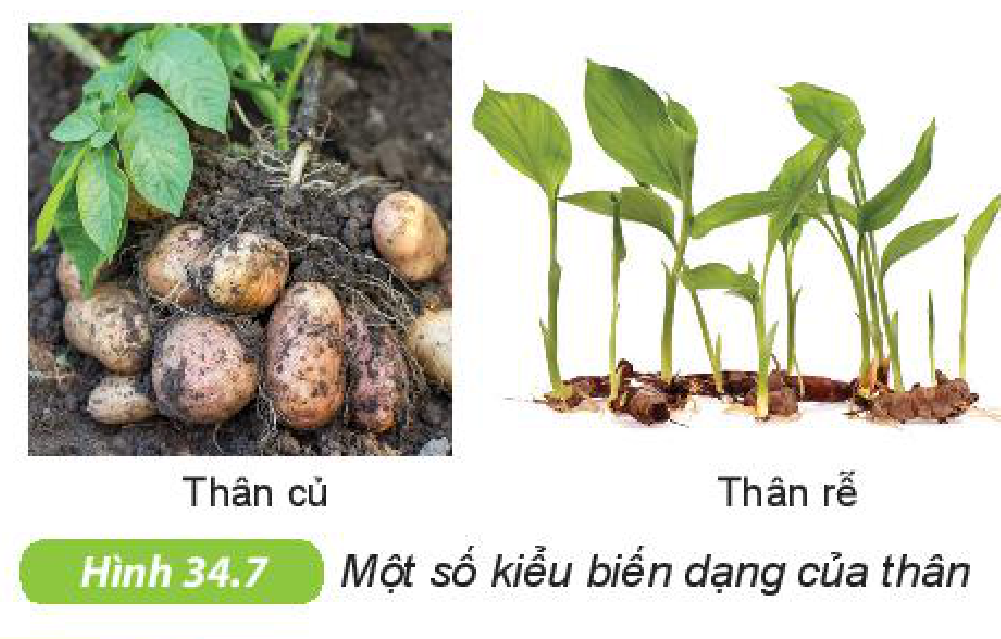 Thân củ
Thân rễ
Hình 34.7 Một số kiểu biến dạng của thân